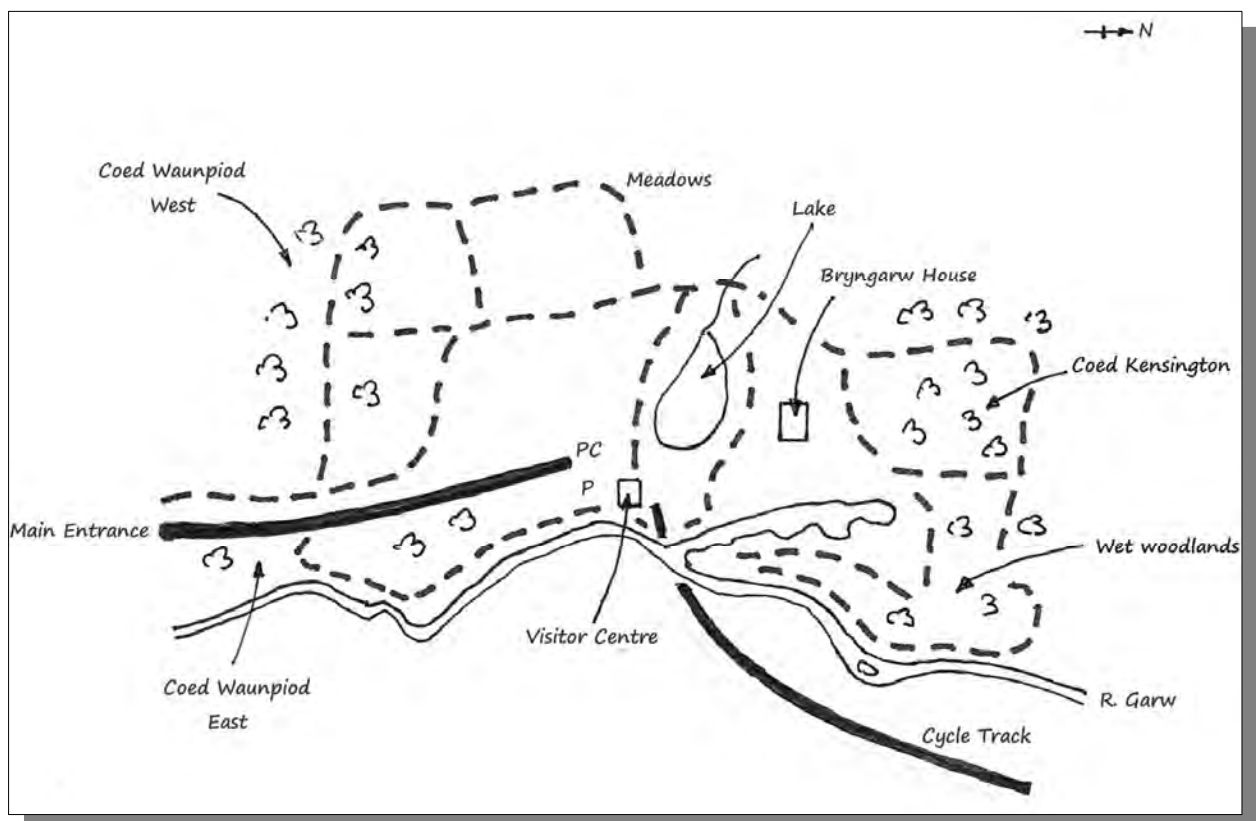 N
Coed Waunpiod
West
Meadows
Lake
Bryngarw House
Coed Kensington
PC
P
Main Entrance
Wet woodlands
Visitor Centre
Coed Waunpiod
East
R. Garw
Cycle Track